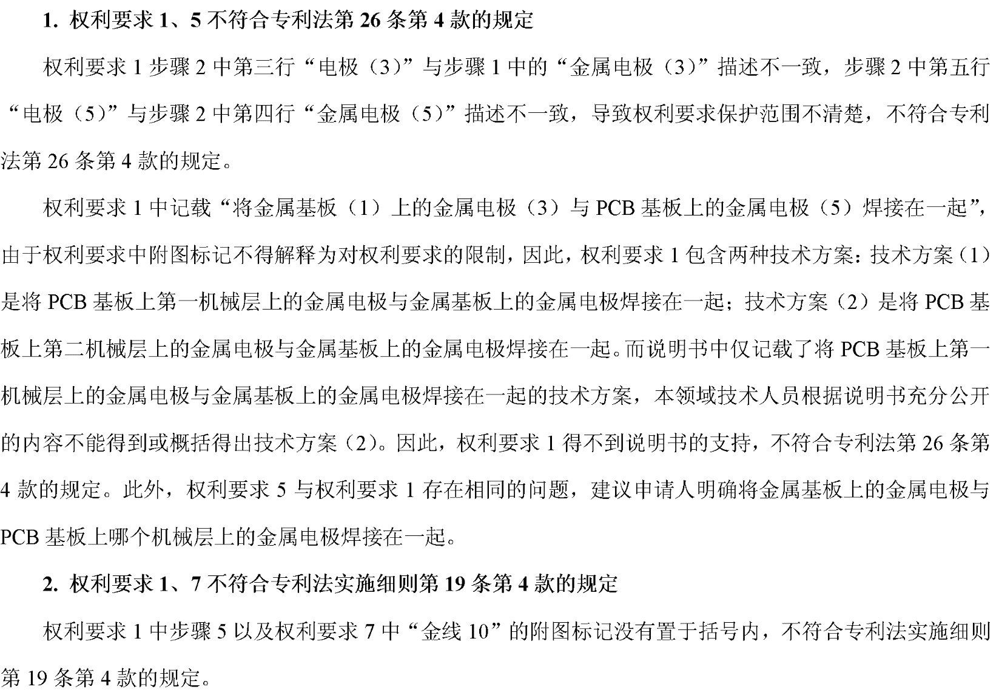 1. 权利要求 1、5 不符合专利法第 26 条第 4 款的规定
权利要求 1 步骤 2 中第三行“电极（3）”与步骤 1 中的“金属电极（3）”描述不一致，步骤 2 中第五行
“电极（5）”与步骤 2 中第四行“金属电极（5）”描述不一致，导致权利要求保护范围不清楚，不符合专利
法第 26 条第 4 款的规定。
权利要求 1 中记载“将金属基板（1）上的金属电极（3）与 PCB 基板上的金属电极（5）焊接在一起”，
由于权利要求中附图标记不得解释为对权利要求的限制，因此，权利要求 1 包含两种技术方案：技术方案（1）
是将 PCB 基板上第一机械层上的金属电极与金属基板上的金属电极焊接在一起；技术方案（2）是将 PCB 基
板上第二机械层上的金属电极与金属基板上的金属电极焊接在一起。而说明书中仅记载了将 PCB 基板上第一
机械层上的金属电极与金属基板上的金属电极焊接在一起的技术方案，本领域技术人员根据说明书充分公开
的内容不能得到或概括得出技术方案（2）。因此，权利要求 1 得不到说明书的支持，不符合专利法第 26 条第
4 款的规定。此外，权利要求 5 与权利要求 1 存在相同的问题，建议申请人明确将金属基板上的金属电极与
PCB 基板上哪个机械层上的金属电极焊接在一起。
2. 权利要求 1、7 不符合专利法实施细则第 19 条第 4 款的规定
权利要求 1 中步骤 5 以及权利要求 7 中“金线 10”的附图标记没有置于括号内，不符合专利法实施细则
第 19 条第 4 款的规定。